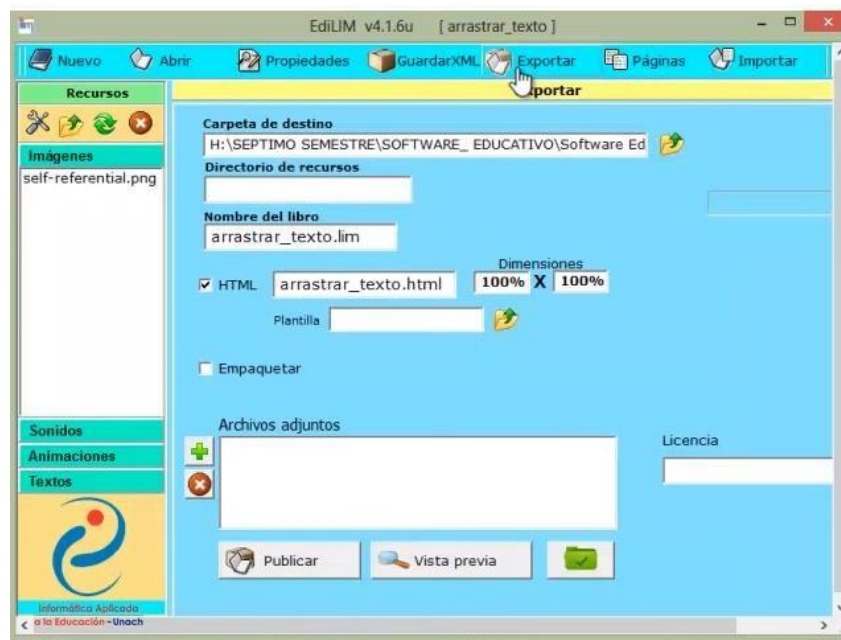 EdiLIM v4.1.6u [ arrastrar_texto ]
Nuevo Abrir Propiedades GuardarXML Exportar Páginas Importar
Recursos
Imágenes
self-referential.png
Sonidos
Animaciones
Textos
Informática Aplicada
a la Educación - Unach
Carpeta de destino
H:\SEPTIMO SEMESTRE\SOFTWARE_ EDUCATIVO\Software Ed
Directorio de recursos
Nombre del libro
arrastrar_texto.lim
Dimensiones
HTML arrastrar_texto.html 100% X 100%
Plantilla
Empaquetar
Archivos adjuntos
Licencia
Publicar Vista previa